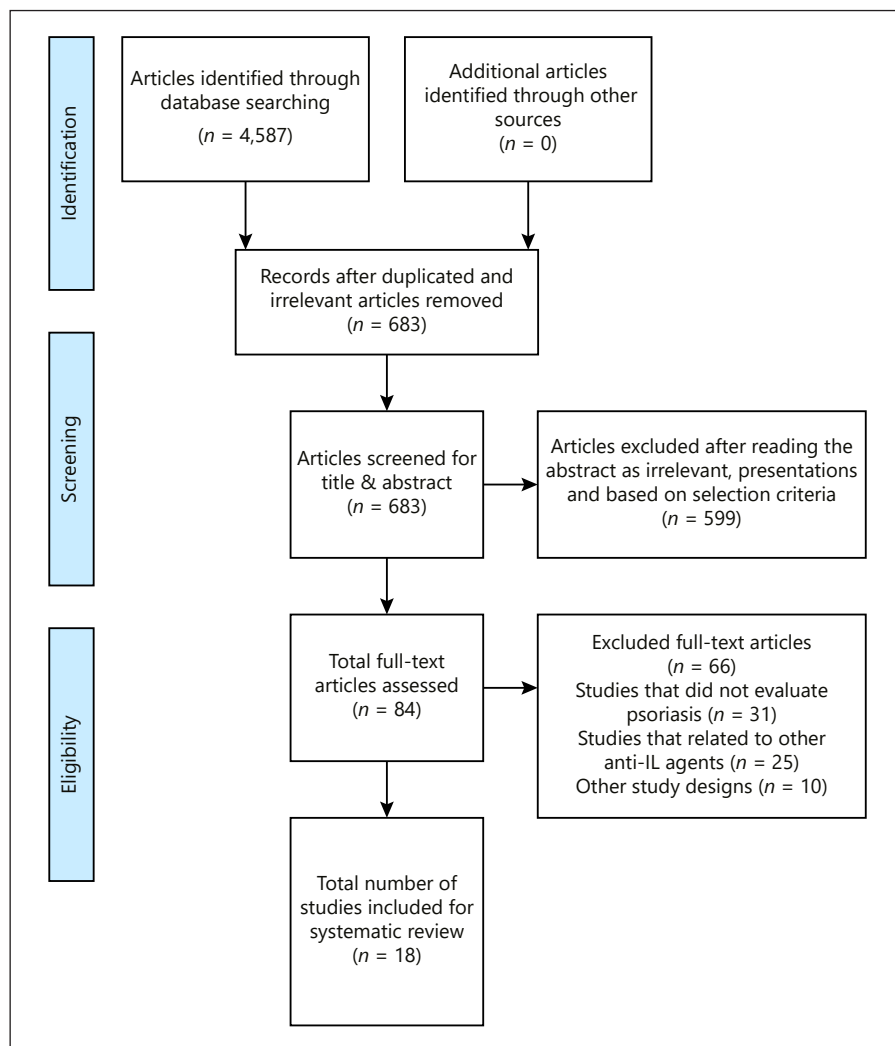 Identification
Articles identified through
database searching
(n = 4,587)
Additional articles
identified through other
sources
(n = 0)
Records after duplicated and
irrelevant articles removed
(n = 683)
Screening
Articles screened for
title & abstract
(n = 683)
Articles excluded after reading the
abstract as irrelevant, presentations
and based on selection criteria
(n = 599)
Eligibility
Total full-text
articles assessed
(n = 84)
Excluded full-text articles
(n = 66)
Studies that did not evaluate
psoriasis (n = 31)
Studies that related to other
anti-IL agents (n = 25)
Other study designs (n = 10)
Total number of
studies included for
systematic review
(n = 18)